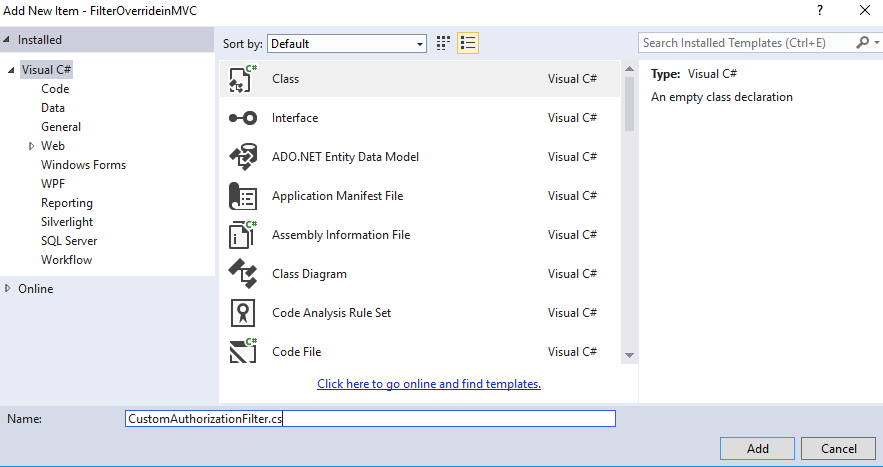 Add New Item - FilterOverrideinMVC ?
Installed
Visual C#
Code
Data
General
Web
Windows Forms
WPF
Reporting
Silverlight
SQL Server
Workflow
Online
Sort by: Default
Search Installed Templates (Ctrl+E)
C# Class Visual C#
Interface Visual C#
ADO.NET Entity Data Model Visual C#
Application Manifest File Visual C#
C# Assembly Information File Visual C#
Class Diagram Visual C#
Code Analysis Rule Set Visual C#
C# Code File Visual C#
Click here to go online and find templates.
Type: Visual C#
An empty class declaration
Name: CustomAuthorizationFilter.cs
Add Cancel